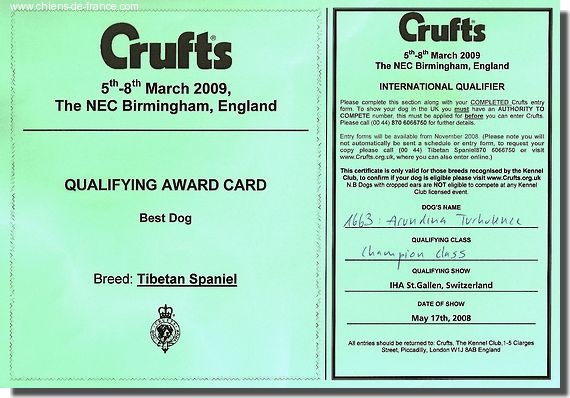 www.chiens-de-france.com
Crufts®
5th-8th March 2009,
The NEC Birmingham, England
QUALIFYING AWARD CARD
Best Dog
Breed: Tibetan Spaniel
Crufts®
5th-8th March 2009
The NEC Birmingham, England
INTERNATIONAL QUALIFIER
Please complete this section along with your COMPLETED Crufts entry
form. To show your dog in the UK you must have an AUTHORITY TO
COMPETE number, this must be applied for before you can enter Crufts.
Please call (00 44) 870 6066750 for further details.
Entry forms will be available from November 2008. (Please note you will
not automatically be sent a schedule or entry form, to request your
copy please call (00 44) Tibetan Spaniel870 6066750 or visit
www.Crufts.org.uk, where you can also enter online.)
This certificate is only valid for those breeds recognised by the Kennel
Club, to confirm if your dog is eligible please visit www.Crufts.org.uk
N.B Dogs with cropped ears are NOT eligible to compete at any Kennel
Club licensed event.
DOG'S NAME
1663: Arundina Turbulence
QUALIFYING CLASS
Champion Class
QUALIFYING SHOW
IHA St.Gallen, Switzerland
DATE OF SHOW
May 17th, 2008
All entries should be returned to: Crufts, The Kennel Club,1-5 Clarges
Street, Piccadilly, London W1J 8AB England